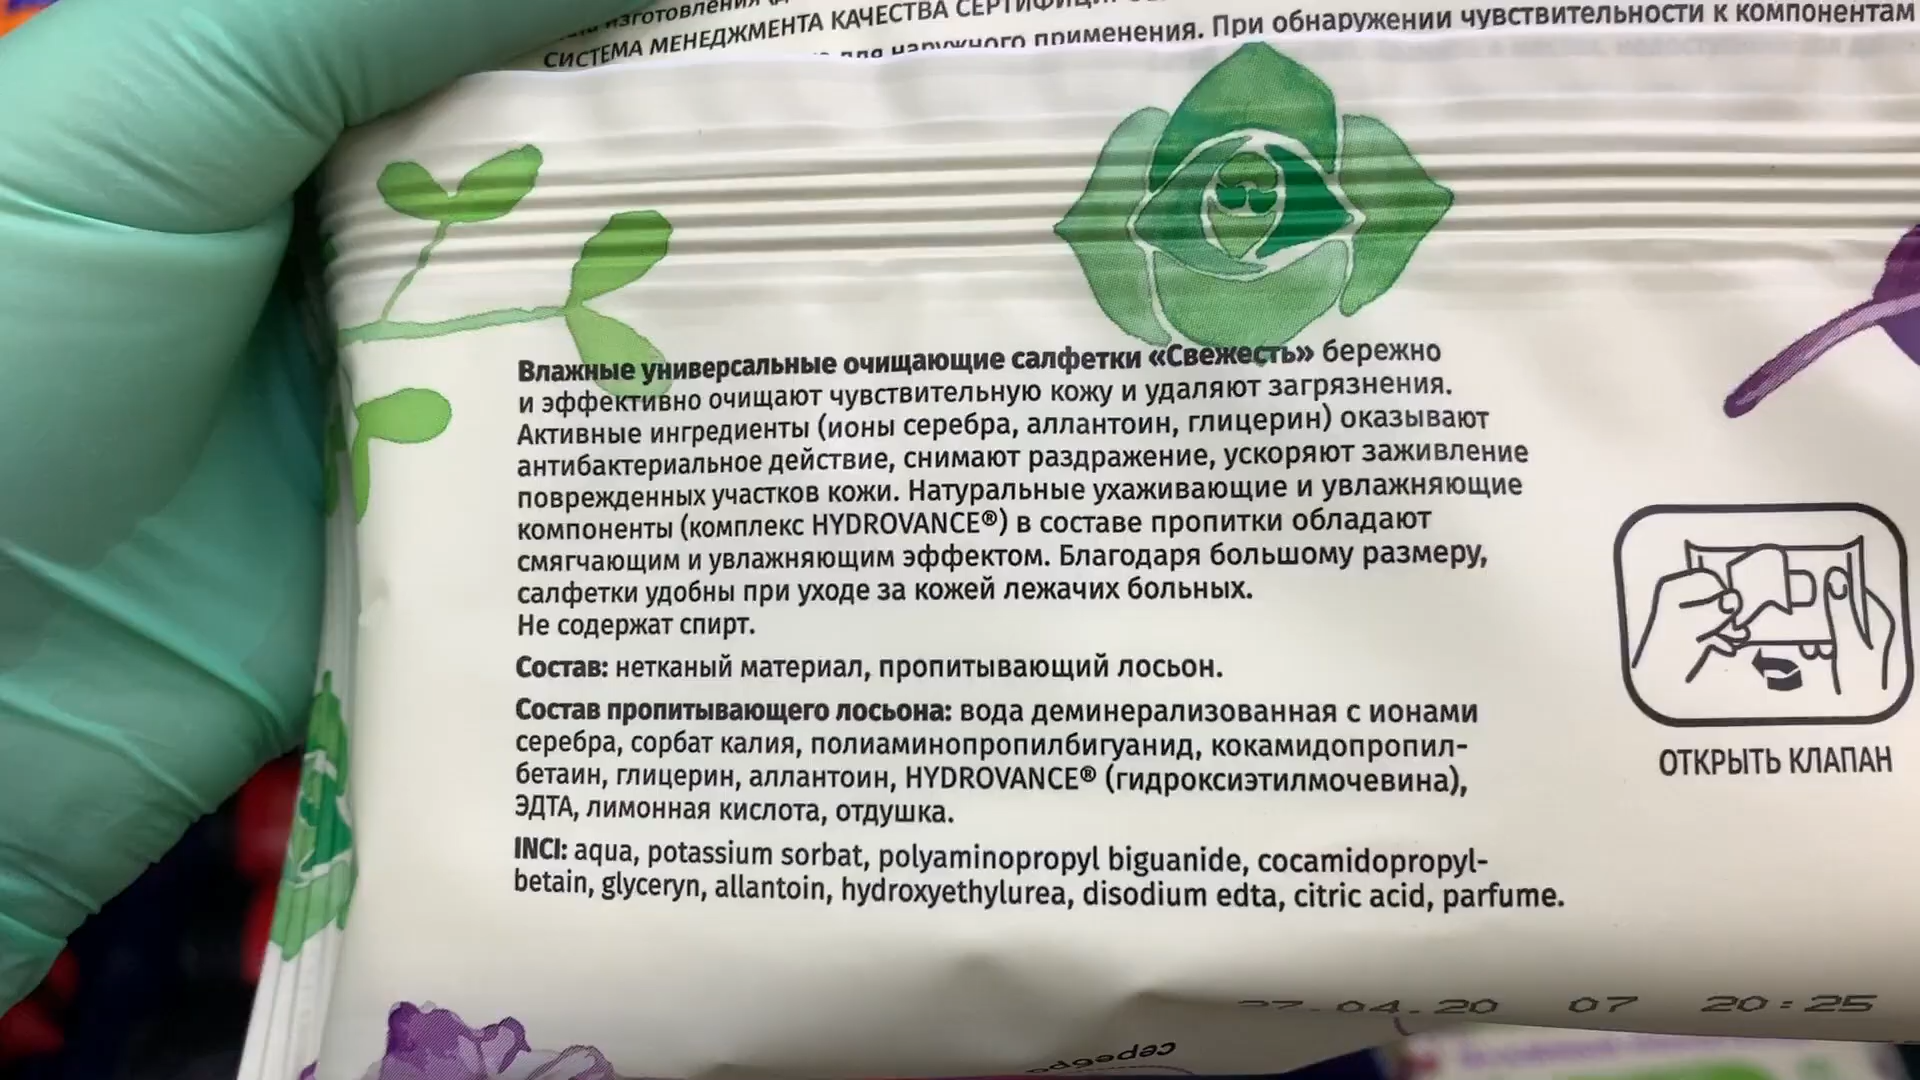 изготовления
СИСТЕМА МЕНЕДЖМЕНТА КАЧЕСТВА
для наружного применения. При обнаружении чувствительности к компонентам
Влажные универсальные очищающие салфетки «Свежесть» бережно
и эффективно очищают чувствительную кожу и удаляют загрязнения.
Активные ингредиенты (ионы серебра, аллантоин, глицерин) оказывают
антибактериальное действие, снимают раздражение, ускоряют заживление
поврежденных участков кожи. Натуральные ухаживающие и увлажняющие
компоненты (комплекс HYDROVANCE®) в составе пропитки обладают
смягчающим и увлажняющим эффектом. Благодаря большому размеру,
салфетки удобны при уходе за кожей лежачих больных.
Не содержат спирт.
Состав: нетканый материал, пропитывающий лосьон.
Состав пропитывающего лосьона: вода деминерализованная с ионами
серебра, сорбат калия, полиаминопропилбигуанид, кокамидопропил-
бетаин, глицерин, аллантоин, HYDROVANCE® (гидроксиэтилмочевина),
ЭДТА, лимонная кислота, отдушка.
INCI: aqua, potassium sorbat, polyaminopropyl biguanide, cocamidopropyl-
betain, glyceryn, allantoin, hydroxyethylurea, disodium edta, citric acid, parfume.
ОТКРЫТЬ КЛАПАН
27.04.20 07 20:25